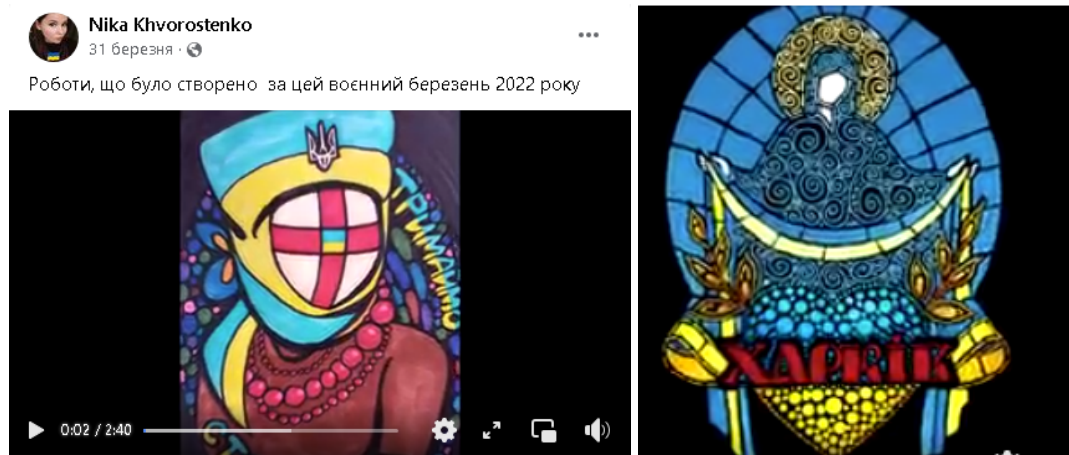 Nika Khvorostenko
31 березня ·
Роботи, що було створено за цей воєнний березень 2022 року
ТРИМАЙМО
СТ
0:02 / 2:40
ХАРКІВ